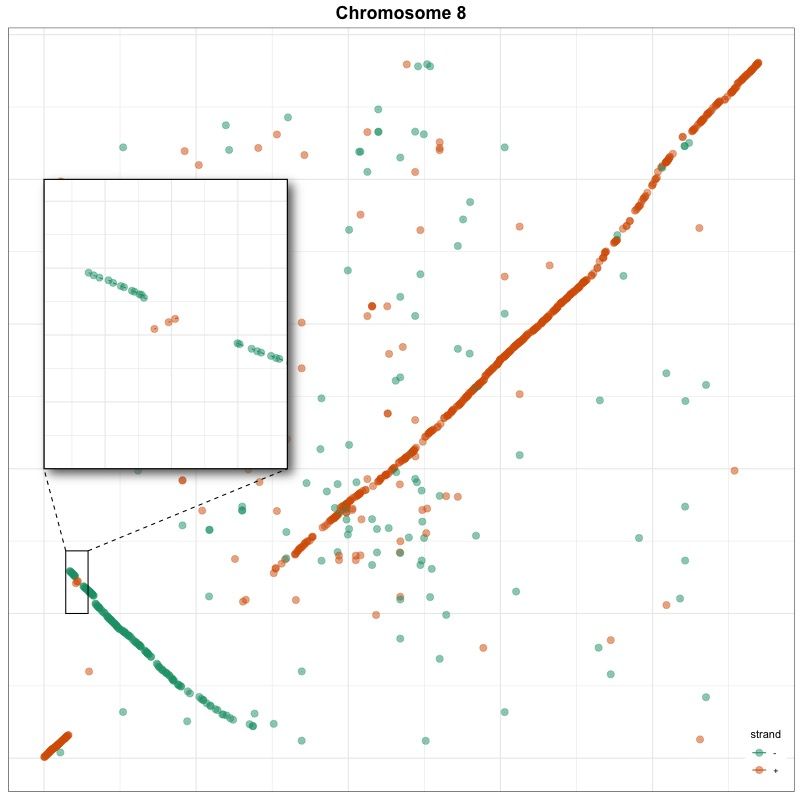 Chromosome 8
strand
-
+